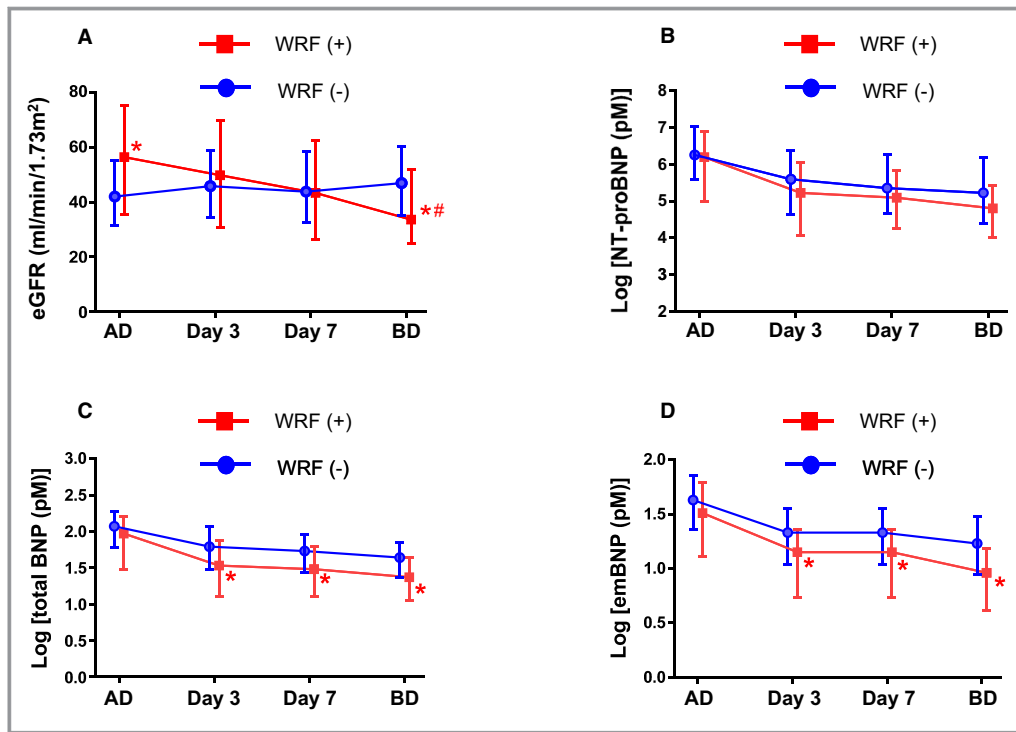 A
WRF (+)
WRF (-)
eGFR (ml/min/1.73m²)
80
60
40
20
0
*
*#
AD Day 3 Day 7 BD
B
WRF (+)
WRF (-)
Log [NT-proBNP (pM)]
8
7
6
5
4
3
2
AD Day 3 Day 7 BD
C
WRF (+)
WRF (-)
Log [total BNP (pM)]
3.0
2.5
2.0
1.5
1.0
0.5
0.0
*
*
*
AD Day 3 Day 7 BD
D
WRF (+)
WRF (-)
Log [emBNP (pM)]
2.0
1.5
1.0
0.5
0.0
*
*
*
AD Day 3 Day 7 BD